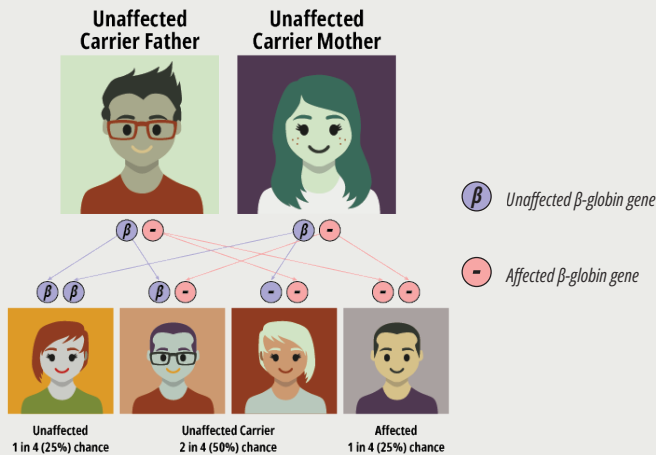 Unaffected Carrier Father
Unaffected Carrier Mother
β - β -
β Unaffected β-globin gene
- Affected β-globin gene
β β β - - - - -
Unaffected
1 in 4 (25%) chance
Unaffected Carrier
2 in 4 (50%) chance
Affected
1 in 4 (25%) chance